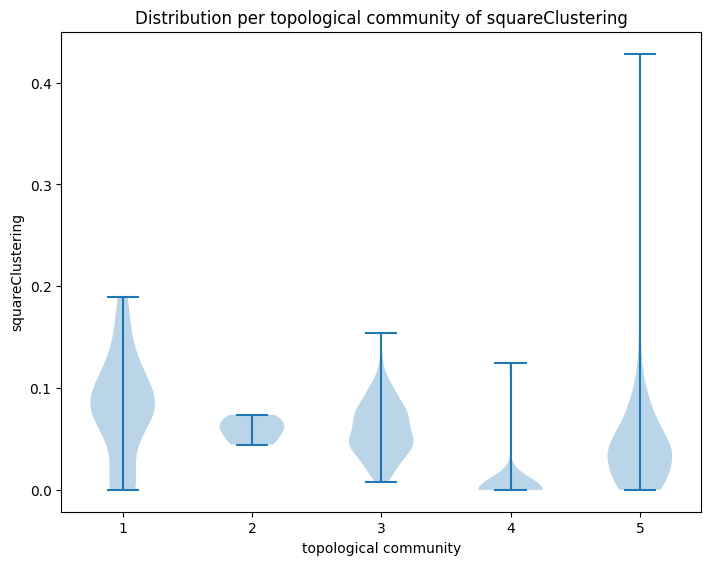 Distribution per topological community of squareClustering
squareClustering
0.4
0.3
0.2
0.1
0.0
1 2 3 4 5
topological community